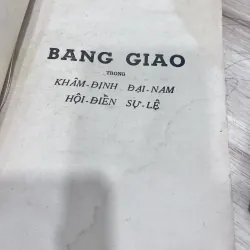 BANG GIAO
TRONG
KHÂM-ĐỊNH ĐẠI-NAM
HỘI-ĐIỂN SỰ-LỆ